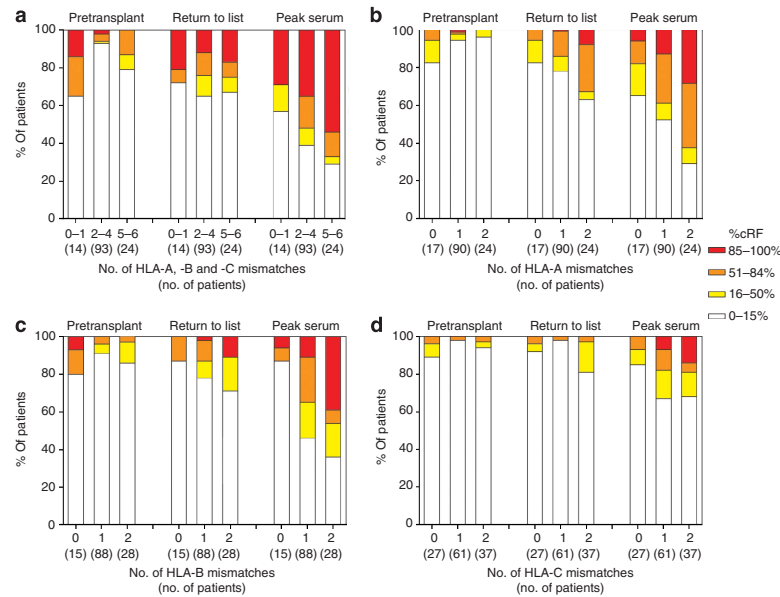 a
Pretransplant Return to list Peak serum
100
80
60
40
20
0
% Of patients
0–1 2–4 5–6 0–1 2–4 5–6 0–1 2–4 5–6
(14) (93) (24) (14) (93) (24) (14) (93) (24)
No. of HLA-A, -B and -C mismatches
(no. of patients)
b
Pretransplant Return to list Peak serum
100
80
60
40
20
0
% Of patients
0 1 2 0 1 2 0 1 2
(17) (90) (24) (17) (90) (24) (17) (90) (24)
No. of HLA-A mismatches
(no. of patients)
%cRF
85–100%
51–84%
16–50%
0–15%
c
Pretransplant Return to list Peak serum
100
80
60
40
20
0
% Of patients
0 1 2 0 1 2 0 1 2
(15) (88) (28) (15) (88) (28) (15) (88) (28)
No. of HLA-B mismatches
(no. of patients)
d
Pretransplant Return to list Peak serum
100
80
60
40
20
0
% Of patients
0 1 2 0 1 2 0 1 2
(27) (61) (37) (27) (61) (37) (27) (61) (37)
No. of HLA-C mismatches
(no. of patients)